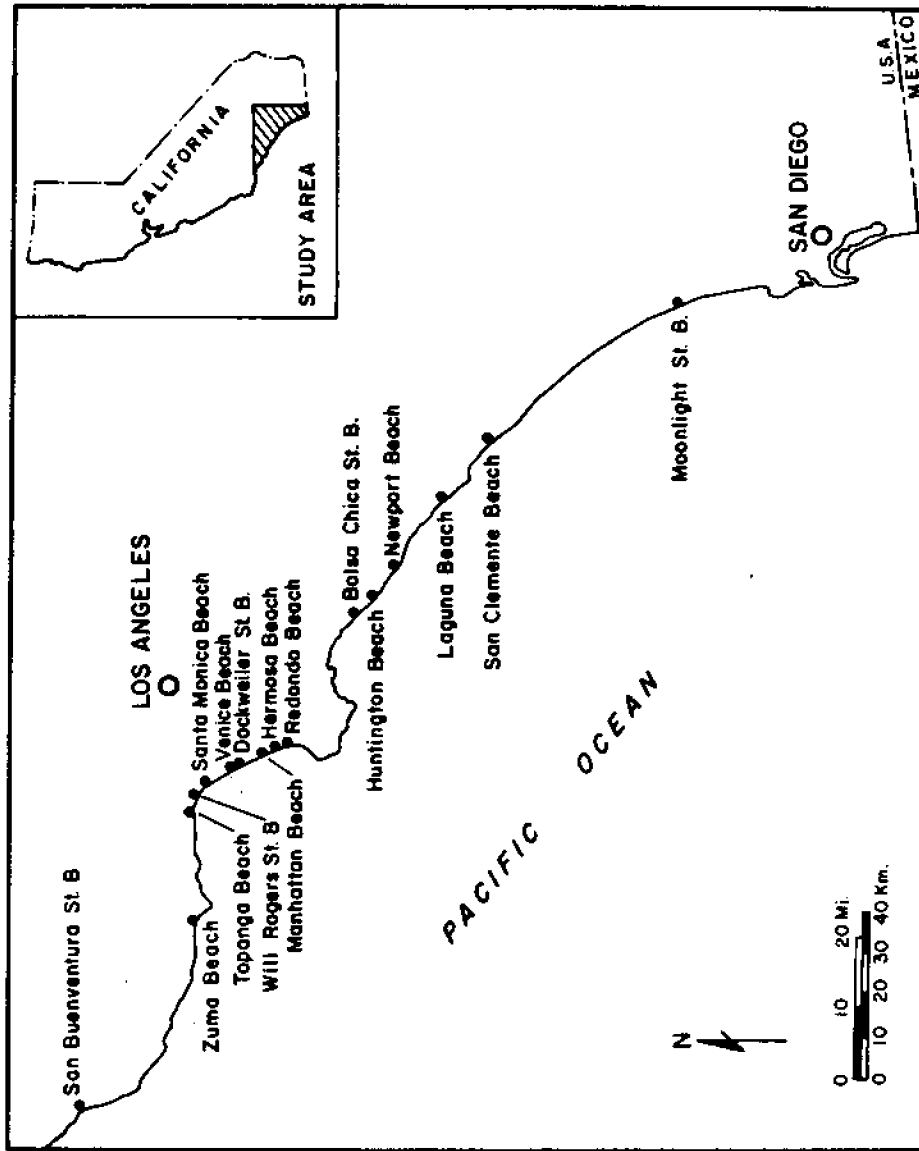 CALIFORNIA
STUDY AREA
San Buenventura St. B
LOS ANGELES
Santa Monica Beach
Venice Beach
Dockweiler St. B.
Hermosa Beach
Redondo Beach
Zuma Beach
Topanga Beach
Will Rogers St. B
Manhattan Beach
Bolsa Chica St. B.
Newport Beach
Huntington Beach
Laguna Beach
San Clemente Beach
Moonlight St. B.
SAN DIEGO
U.S.A
MEXICO
PACIFIC OCEAN
N
0 10 20 Mi.
0 10 20 30 40 Km.